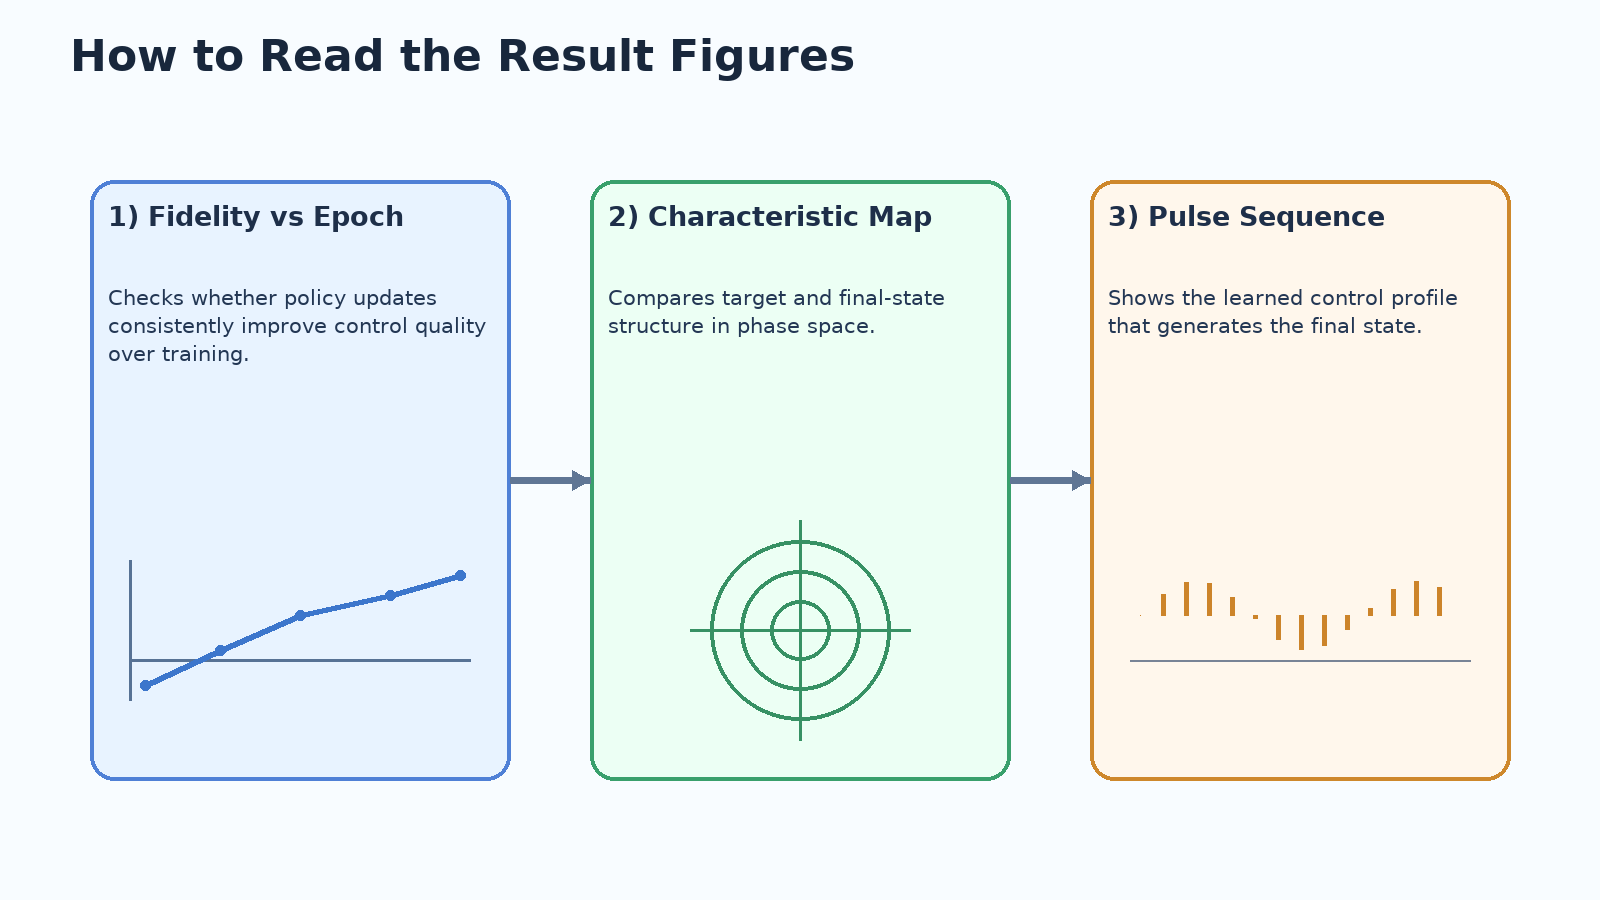 How to Read the Result Figures
1) Fidelity vs Epoch
Checks whether policy updates
consistently improve control quality
over training.
2) Characteristic Map
Compares target and final-state
structure in phase space.
3) Pulse Sequence
Shows the learned control profile
that generates the final state.